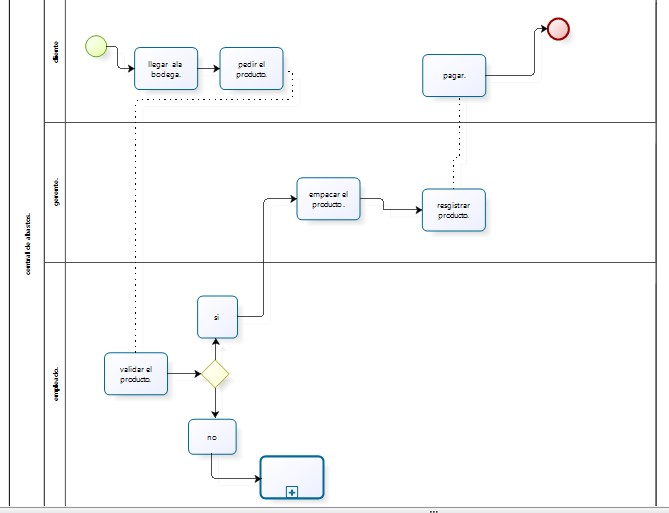 central de abastos.
cliente
llegar ala
bodega.
pedir el
producto.
pagar.
gerente.
empacar el
producto.
resgistrar
producto.
empleado.
si
validar el
producto.
no